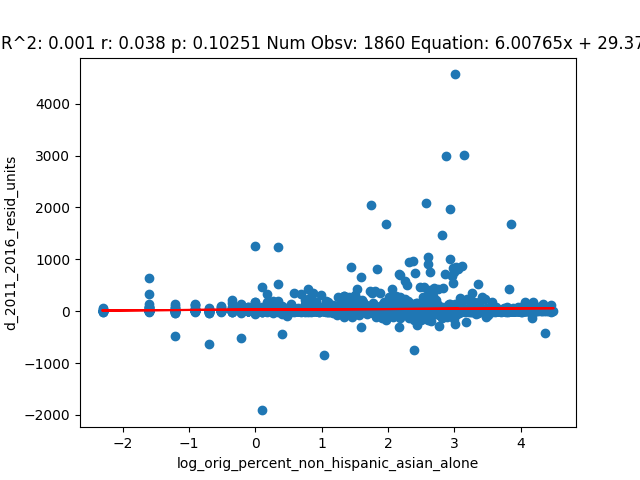 R^2: 0.001 r: 0.038 p: 0.10251 Num Obsv: 1860 Equation: 6.00765x + 29.37
d_2011_2016_resid_units
4000
3000
2000
1000
0
−1000
−2000
−2 −1 0 1 2 3 4
log_orig_percent_non_hispanic_asian_alone